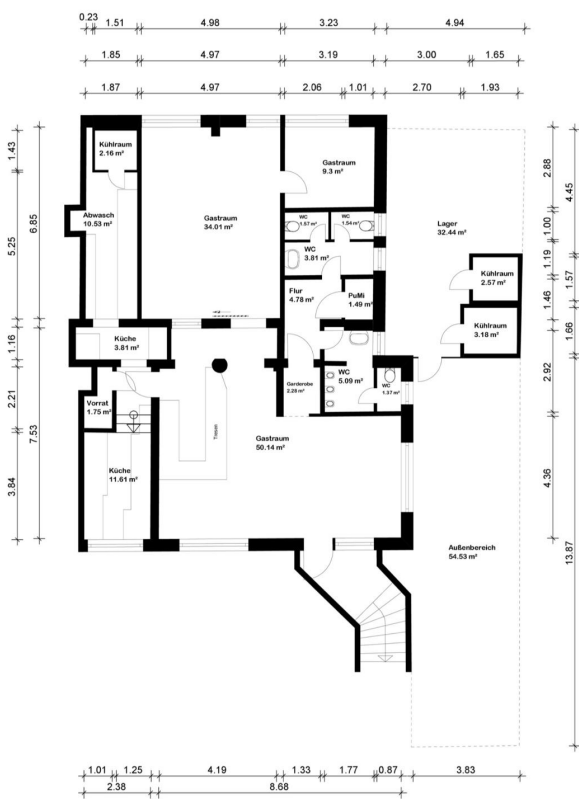 0.23 1.51 4.98 3.23 4.94
1.85 4.97 3.19 3.00 1.65
1.87 4.97 2.06 1.01 2.70 1.93
Kühlraum
2.16 m²
Gastraum
9.3 m²
Abwasch
10.53 m²
Gastraum
34.01 m²
WC
1.57 m²
WC
1.54 m²
Lager
32.44 m²
WC
3.81 m²
Kühlraum
2.57 m²
Flur
4.78 m²
PuMi
1.49 m²
Kühlraum
3.18 m²
Küche
3.81 m²
WC
5.09 m²
WC
1.37 m²
Garderobe
2.28 m²
Vorrat
1.75 m²
Tresen
Gastraum
50.14 m²
Küche
11.61 m²
Außenbereich
54.53 m²
1.43
5.25
1.16
2.21
3.84
6.85
7.53
2.88
1.00
1.19
1.46
2.92
4.36
4.45
1.57
1.66
13.87
1.01 1.25 4.19 1.33 1.77 0.87 3.83
2.38 8.68